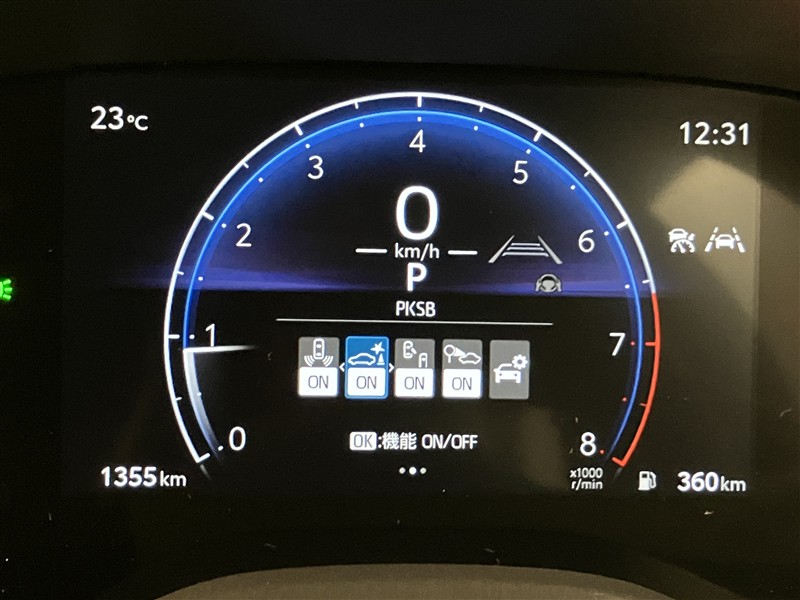 23°C
12:31
4
3
5
0
2
6
km/h
P
PKSB
1
7
ON
ON
ON
ON
0
OK:機能 ON/OFF
8
1355km
x1000
r/min
360km